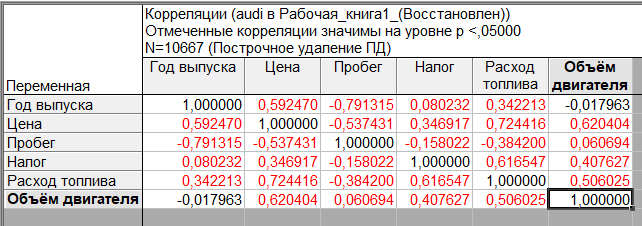 Корреляции (audi в Рабочая_книга1_(Восстановлен))
Отмеченные корреляции значимы на уровне p <,05000
N=10667 (Построчное удаление ПД)
Переменная Год выпуска Цена Пробег Налог Расход топлива Объём двигателя
Год выпуска 1,000000 0,592470 -0,791315 0,080232 0,342213 -0,017963
Цена 0,592470 1,000000 -0,537431 0,346917 0,724416 0,620404
Пробег -0,791315 -0,537431 1,000000 -0,158022 -0,384200 0,060694
Налог 0,080232 0,346917 -0,158022 1,000000 0,616547 0,407627
Расход топлива 0,342213 0,724416 -0,384200 0,616547 1,000000 0,506025
Объём двигателя -0,017963 0,620404 0,060694 0,407627 0,506025 1,000000